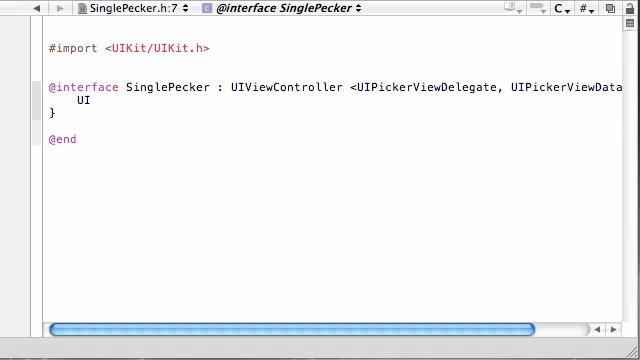 SinglePecker.h:7 @interface SinglePecker C #
#import <UIKit/UIKit.h>
@interface SinglePecker : UIViewController <UIPickerViewDelegate, UIPickerViewData
UI
}
@end